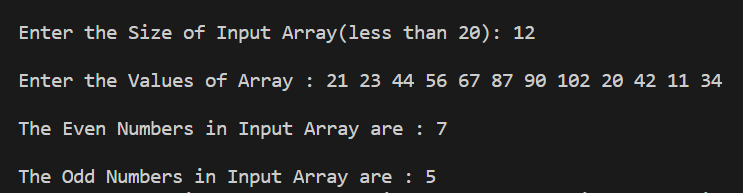 Enter the Size of Input Array(less than 20): 12
Enter the Values of Array : 21 23 44 56 67 87 90 102 20 42 11 34
The Even Numbers in Input Array are : 7
The Odd Numbers in Input Array are : 5